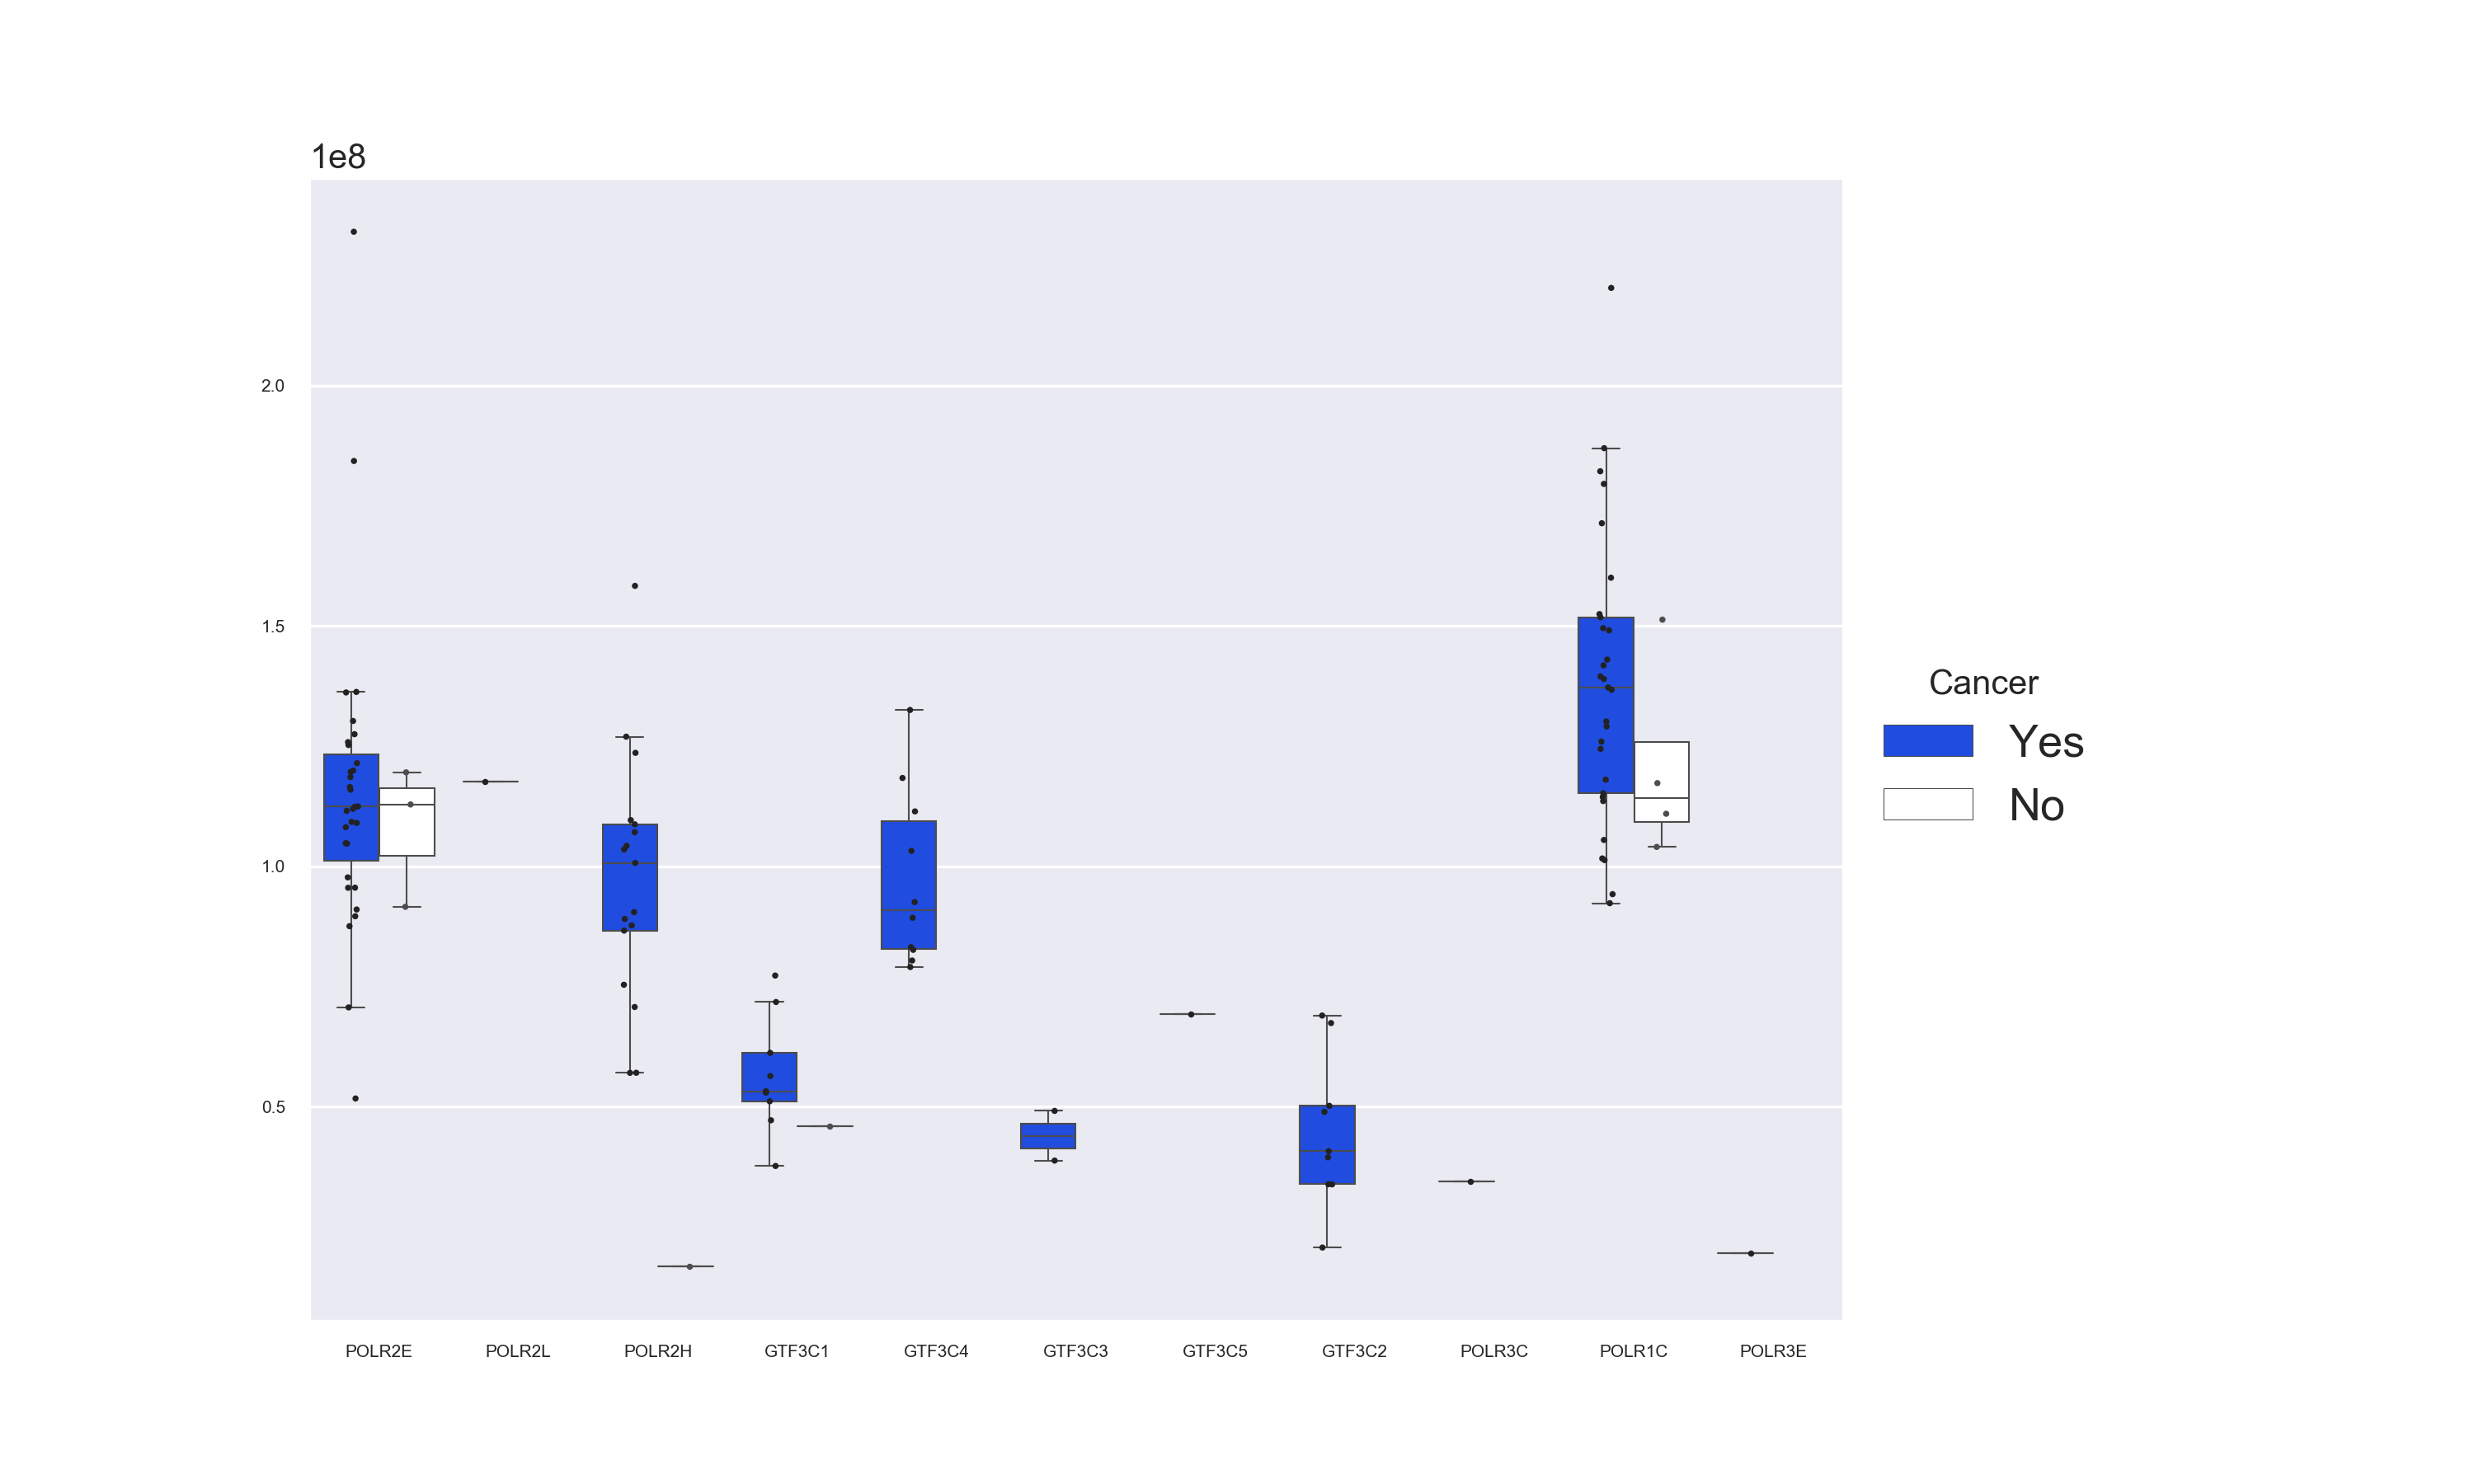 1e8
2.0
1.5
1.0
0.5
POLR2E POLR2L POLR2H GTF3C1 GTF3C4 GTF3C3 GTF3C5 GTF3C2 POLR3C POLR1C POLR3E
Cancer
Yes
No